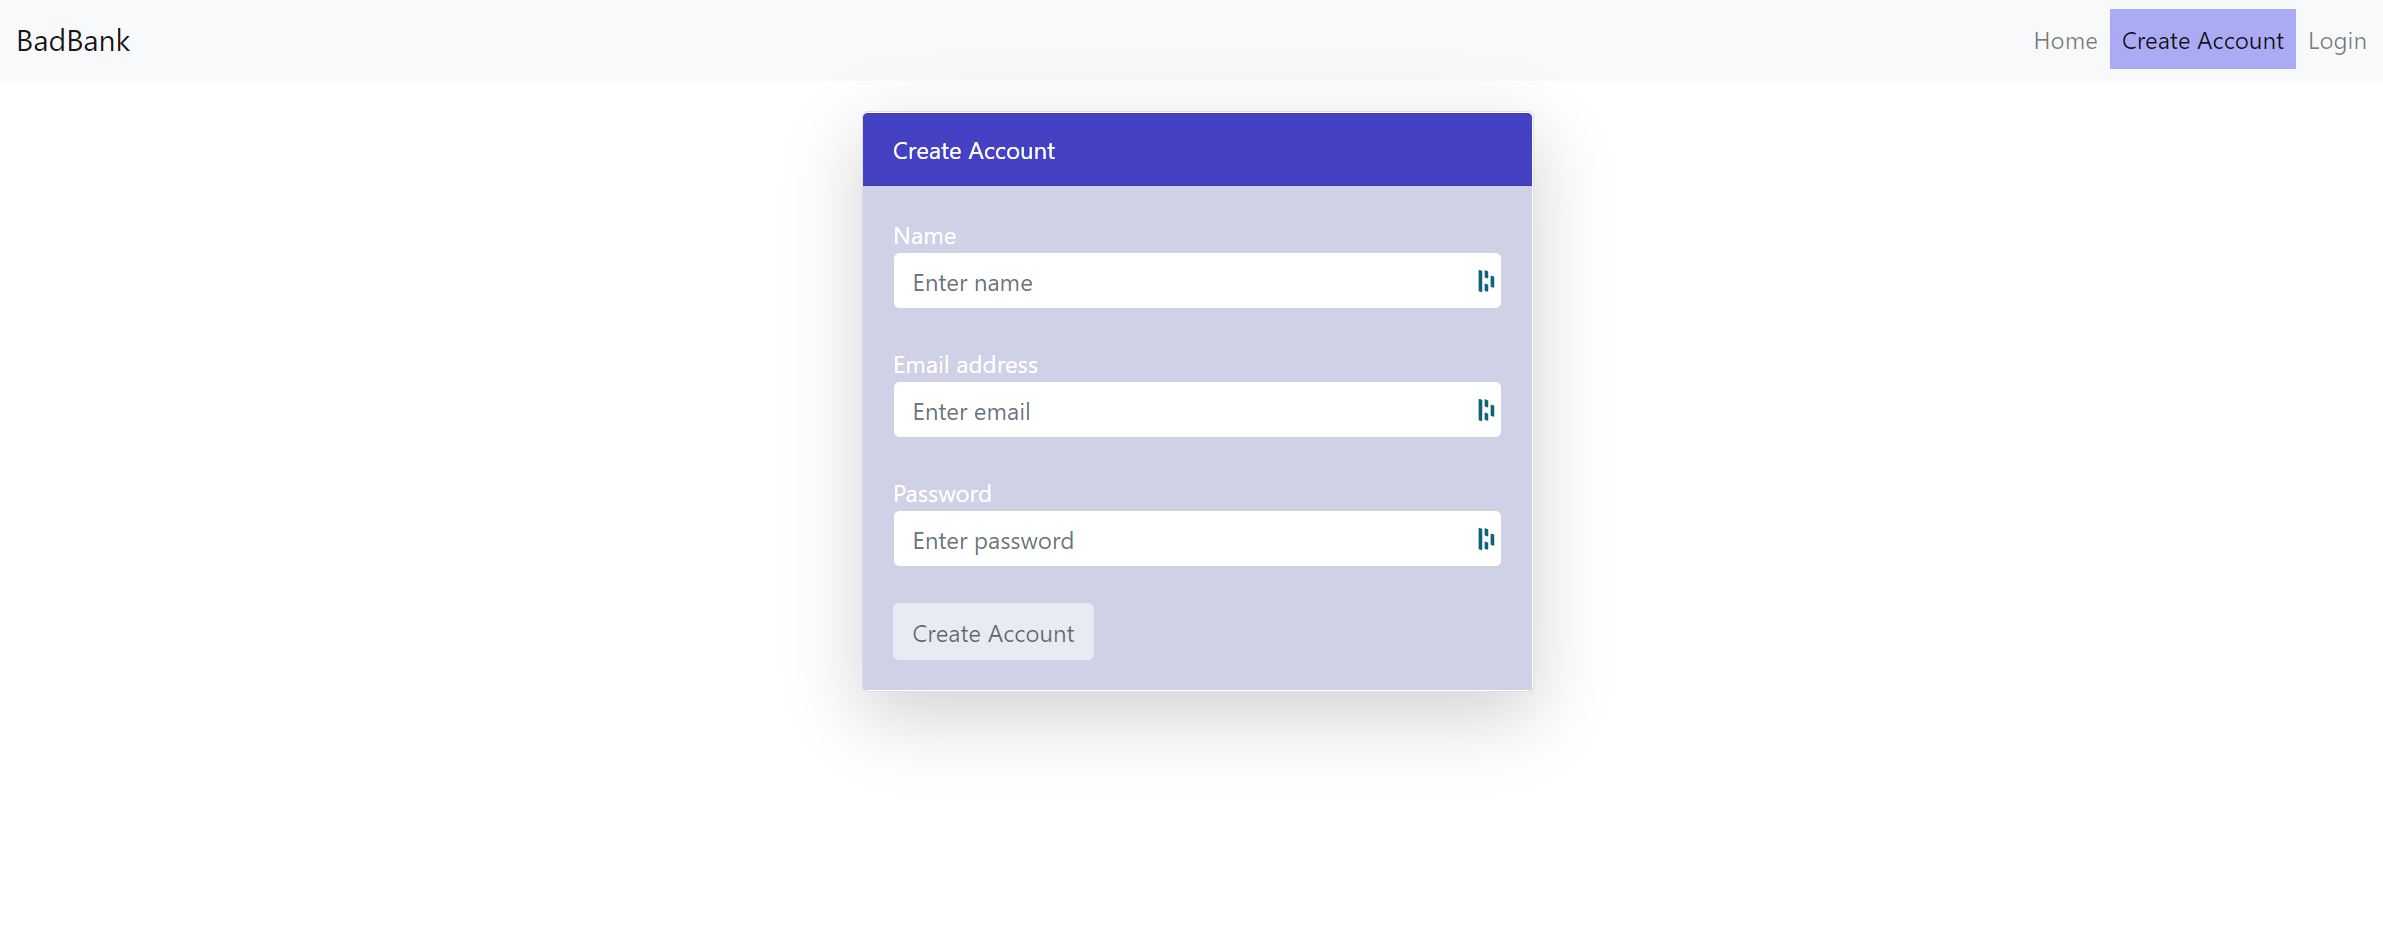 BadBank
Home Create Account Login
Create Account
Name
Enter name
Email address
Enter email
Password
Enter password
Create Account